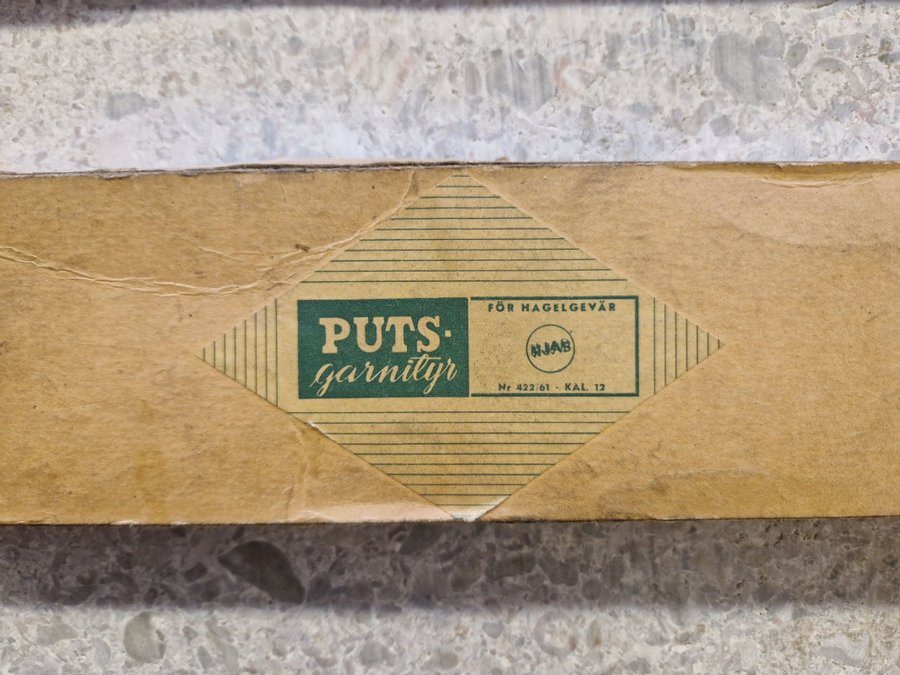 PUTS-
garnityr
FÖR HAGELGEVÄR
HJAB
Nr 422/61 - KAL. 12